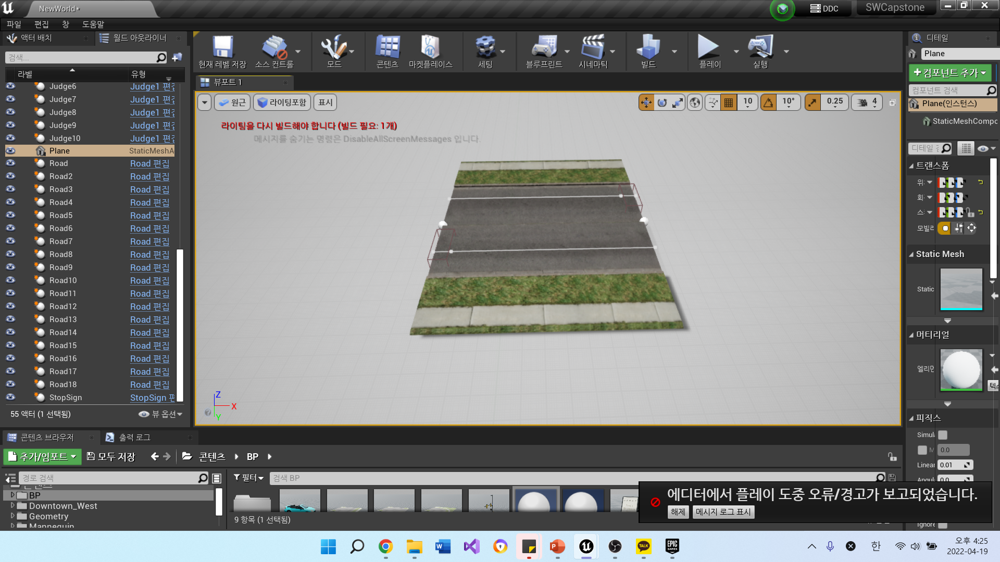 NewWorld*
DDC
SWCapstone
파일 편집 창 도움말
액터 배치
월드 아웃라이너
검색...
라벨
유형
Judge6 Judge1 편집
Judge7 Judge1 편집
Judge8 Judge1 편집
Judge9 Judge1 편집
Judge10 Judge1 편집
Plane StaticMeshA
Road Road 편집
Road2 Road 편집
Road3 Road 편집
Road4 Road 편집
Road5 Road 편집
Road6 Road 편집
Road7 Road 편집
Road8 Road 편집
Road9 Road 편집
Road10 Road 편집
Road11 Road 편집
Road12 Road 편집
Road13 Road 편집
Road14 Road 편집
Road15 Road 편집
Road16 Road 편집
Road17 Road 편집
Road18 Road 편집
StopSign StopSign 편
55 액터 (1 선택됨)
뷰 옵션
현재 레벨 저장
소스 컨트롤
모드
콘텐츠
마켓플레이스
세팅
블루프린트
시네마틱
빌드
플레이
실행
뷰포트 1
원근
라이팅포함
표시
10
10°
0.25
4
라이팅을 다시 빌드해야 합니다 (빌드 필요: 1개)
메시지를 숨기는 명령은 DisableAllScreenMessages 입니다.
Z
X
Y
디테일
Plane
+컴포넌트 추가
컴포넌트 검색
Plane(인스턴스)
StaticMeshCompo
디테일
트랜스폼
위
회
스
모빌리
Static Mesh
Static
머티리얼
엘리먼
텍스
피직스
Simula
M 0.0
Linear 0.01
Angula 0.0
Ignore
콘텐츠 브라우저
출력 로그
추가/임포트
모두 저장
콘텐츠
BP
경로 검색
콘텐츠
BP
Downtown_West
Geometry
Mannequin
필터
검색 BP
9 항목 (1 선택됨)
에디터에서 플레이 도중 오류/경고가 보고되었습니다.
해제
메시지 로그 표시
W
P
TALK
EPIC
GAMES
한
오후 4:25
2022-04-19